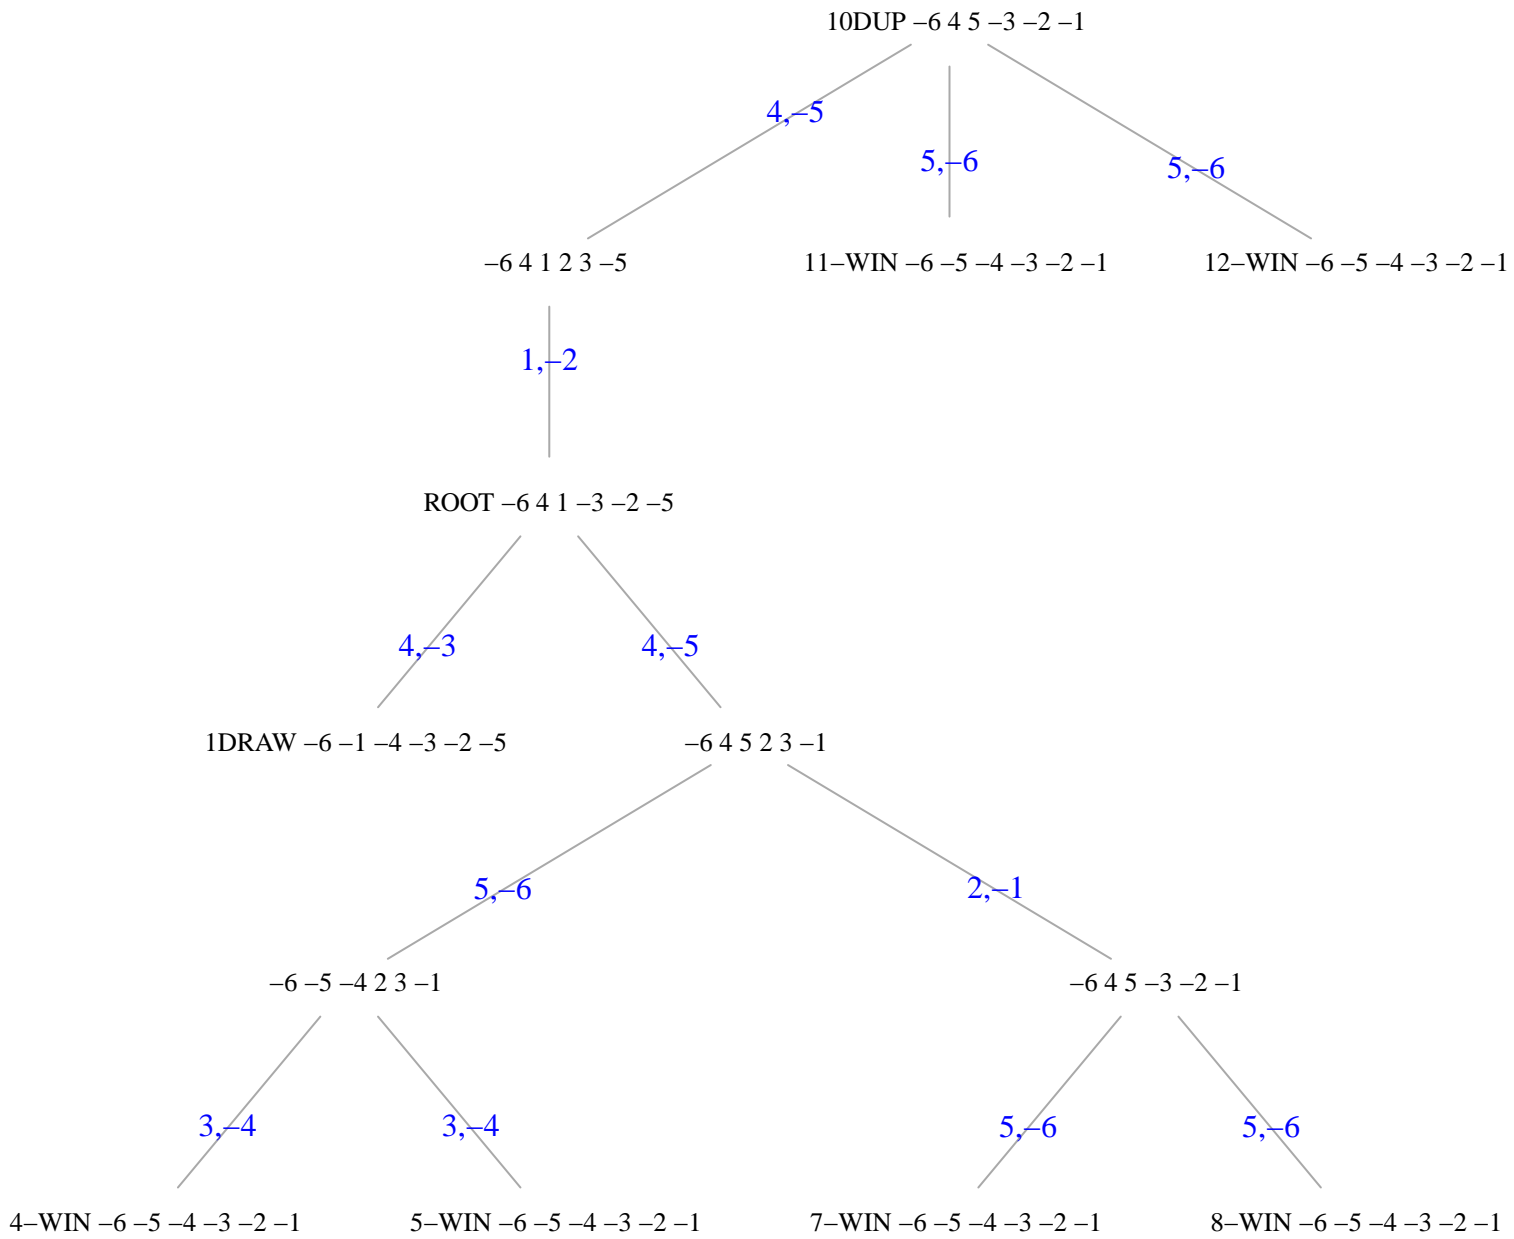 10DUP −6 4 5 −3 −2 −1
4,−5
5,−6
5,−6
−6 4 1 2 3 −5
11−WIN −6 −5 −4 −3 −2 −1
12−WIN −6 −5 −4 −3 −2 −1
1,−2
ROOT −6 4 1 −3 −2 −5
4,−3
4,−5
1DRAW −6 −1 −4 −3 −2 −5
−6 4 5 2 3 −1
5,−6
2,−1
−6 −5 −4 2 3 −1
−6 4 5 −3 −2 −1
3,−4
3,−4
5,−6
5,−6
4−WIN −6 −5 −4 −3 −2 −1
5−WIN −6 −5 −4 −3 −2 −1
7−WIN −6 −5 −4 −3 −2 −1
8−WIN −6 −5 −4 −3 −2 −1